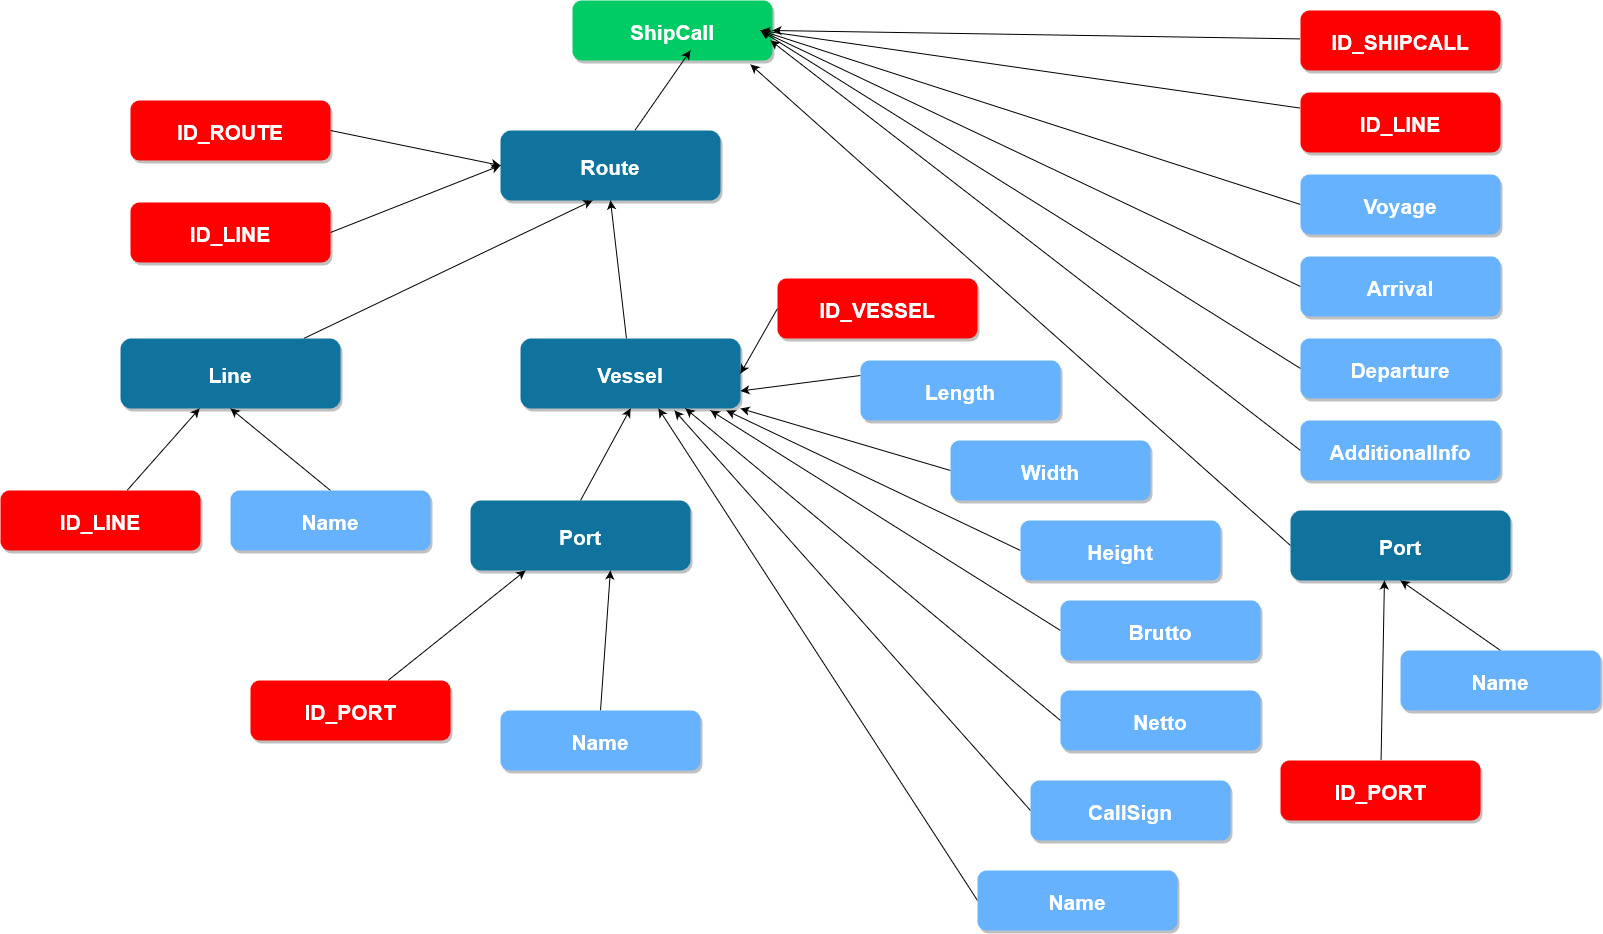 ShipCall
ID_SHIPCALL
ID_LINE
ID_ROUTE
Route
Voyage
ID_LINE
Arrival
ID_VESSEL
Line
Vessel
Departure
Length
AdditionalInfo
Width
ID_LINE
Name
Port
Port
Height
Brutto
Name
ID_PORT
Netto
Name
ID_PORT
CallSign
Name